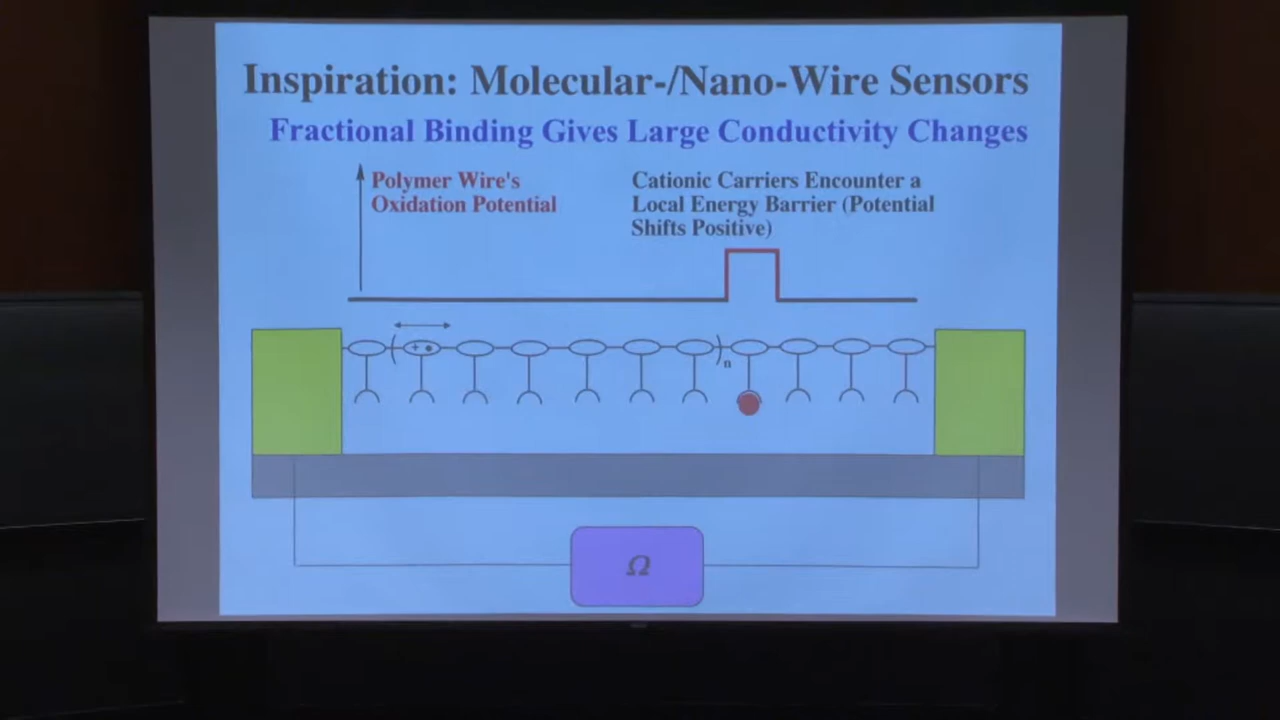 Inspiration: Molecular-/Nano-Wire Sensors
Fractional Binding Gives Large Conductivity Changes
Polymer Wire's
Oxidation Potential
Cationic Carriers Encounter a
Local Energy Barrier (Potential
Shifts Positive)
( + • )n
Ω